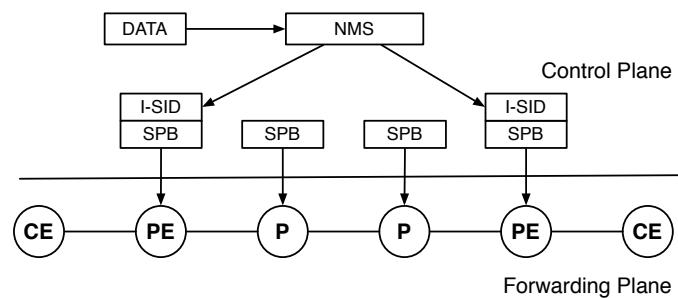 DATA
NMS
Control Plane
I-SID
I-SID
SPB
SPB
SPB
SPB
CE
PE
P
P
PE
CE
Forwarding Plane